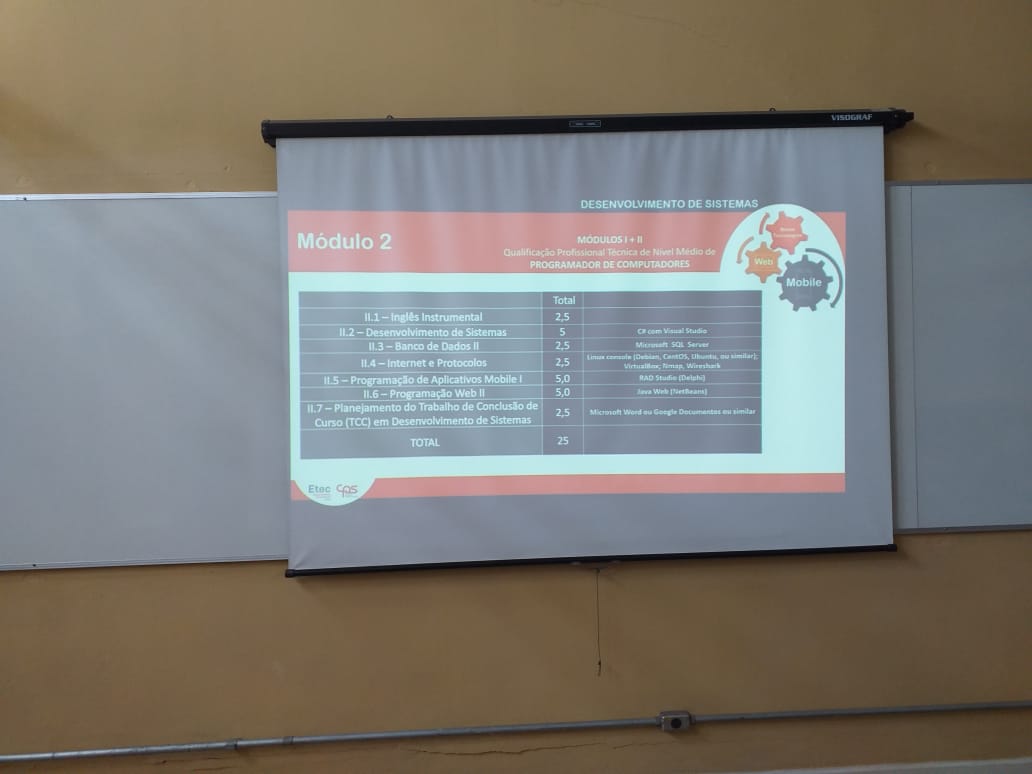 VISOGRAF
DESENVOLVIMENTO DE SISTEMAS
Módulo 2
MÓDULOS I + II
Qualificação Profissional Técnica de Nível Médio de
PROGRAMADOR DE COMPUTADORES
Web
Mobile
Total
II.1 – Inglês Instrumental 2,5
II.2 – Desenvolvimento de Sistemas 5 C# com Visual Studio
II.3 – Banco de Dados II 2,5 Microsoft SQL Server
II.4 – Internet e Protocolos 2,5 Linux console (Debian, CentOS, Ubuntu, ou similar);
VirtualBox; Nmap, Wireshark
II.5 – Programação de Aplicativos Mobile I 5,0 RAD Studio (Delphi)
II.6 – Programação Web II 5,0 Java Web (NetBeans)
II.7 – Planejamento do Trabalho de Conclusão de
Curso (TCC) em Desenvolvimento de Sistemas 2,5 Microsoft Word ou Google Documentos ou similar
TOTAL 25
Etec cps